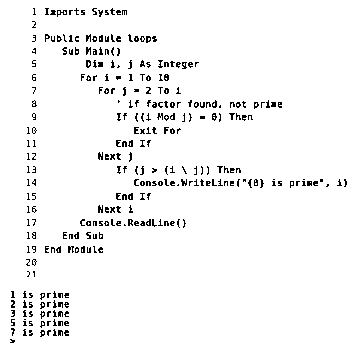 1 Imports System
2
3 Public Module loops
4 Sub Main()
5 Dim i, j As Integer
6 For i = 1 To 10
7 For j = 2 To i
8 ' if factor found, not prime
9 If ((i Mod j) = 0) Then
10 Exit For
11 End If
12 Next j
13 If (j > (i \ j)) Then
14 Console.WriteLine("{0} is prime", i)
15 End If
16 Next i
17 Console.ReadLine()
18 End Sub
19 End Module
20
21
1 is prime
2 is prime
3 is prime
5 is prime
7 is prime
>